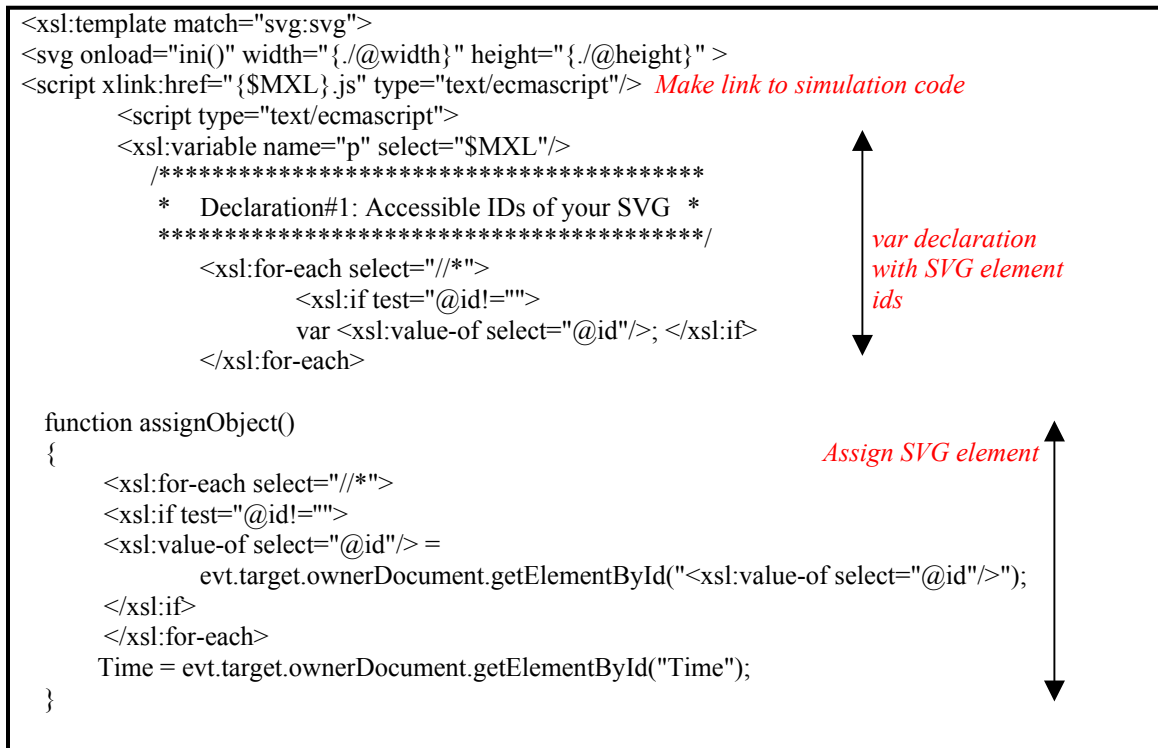 <xsl:template match="svg:svg">
<svg onload="ini()" width="{./@width}" height="{./@height}" >
<script xlink:href="{$MXL}.js" type="text/ecmascript"/> Make link to simulation code
<script type="text/ecmascript">
<xsl:variable name="p" select="$MXL"/>
/*****************************************
* Declaration#1: Accessible IDs of your SVG *
*****************************************/
var declaration
with SVG element
ids
<xsl:for-each select="//*">
<xsl:if test="@id!="">
var <xsl:value-of select="@id"/>; </xsl:if>
</xsl:for-each>
function assignObject()
{
Assign SVG element
<xsl:for-each select="//*">
<xsl:if test="@id!="">
<xsl:value-of select="@id"/> =
evt.target.ownerDocument.getElementById("<xsl:value-of select="@id"/>");
</xsl:if>
</xsl:for-each>
Time = evt.target.ownerDocument.getElementById("Time");
}